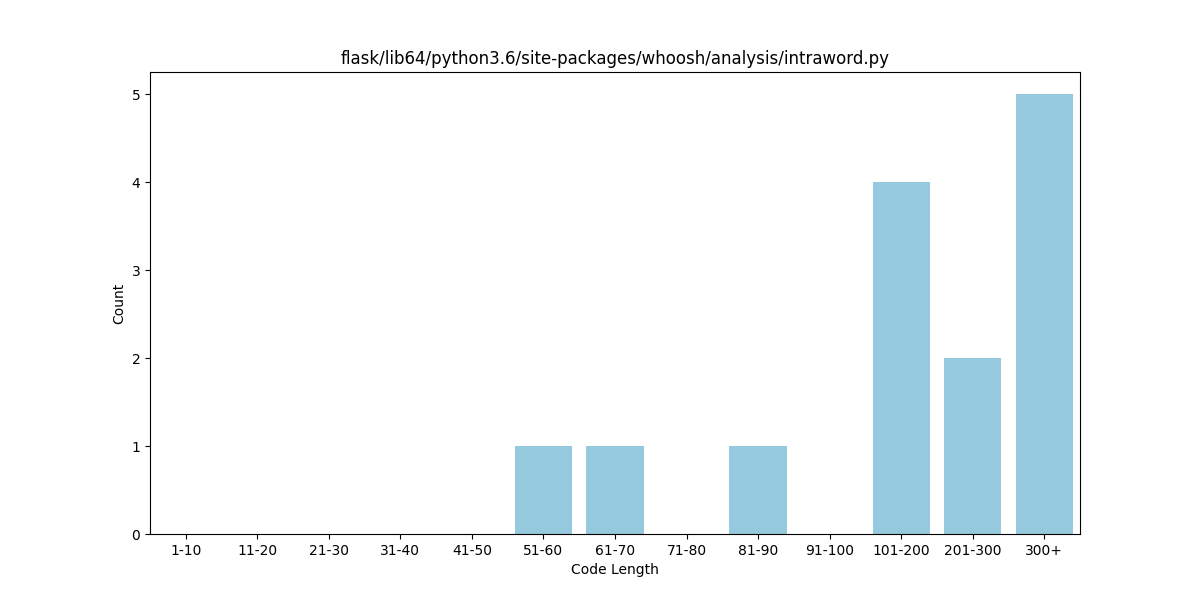 flask/lib64/python3.6/site-packages/whoosh/analysis/intraword.py
5
4
3
2
1
0
Count
1-10 11-20 21-30 31-40 41-50 51-60 61-70 71-80 81-90 91-100 101-200 201-300 300+
Code Length